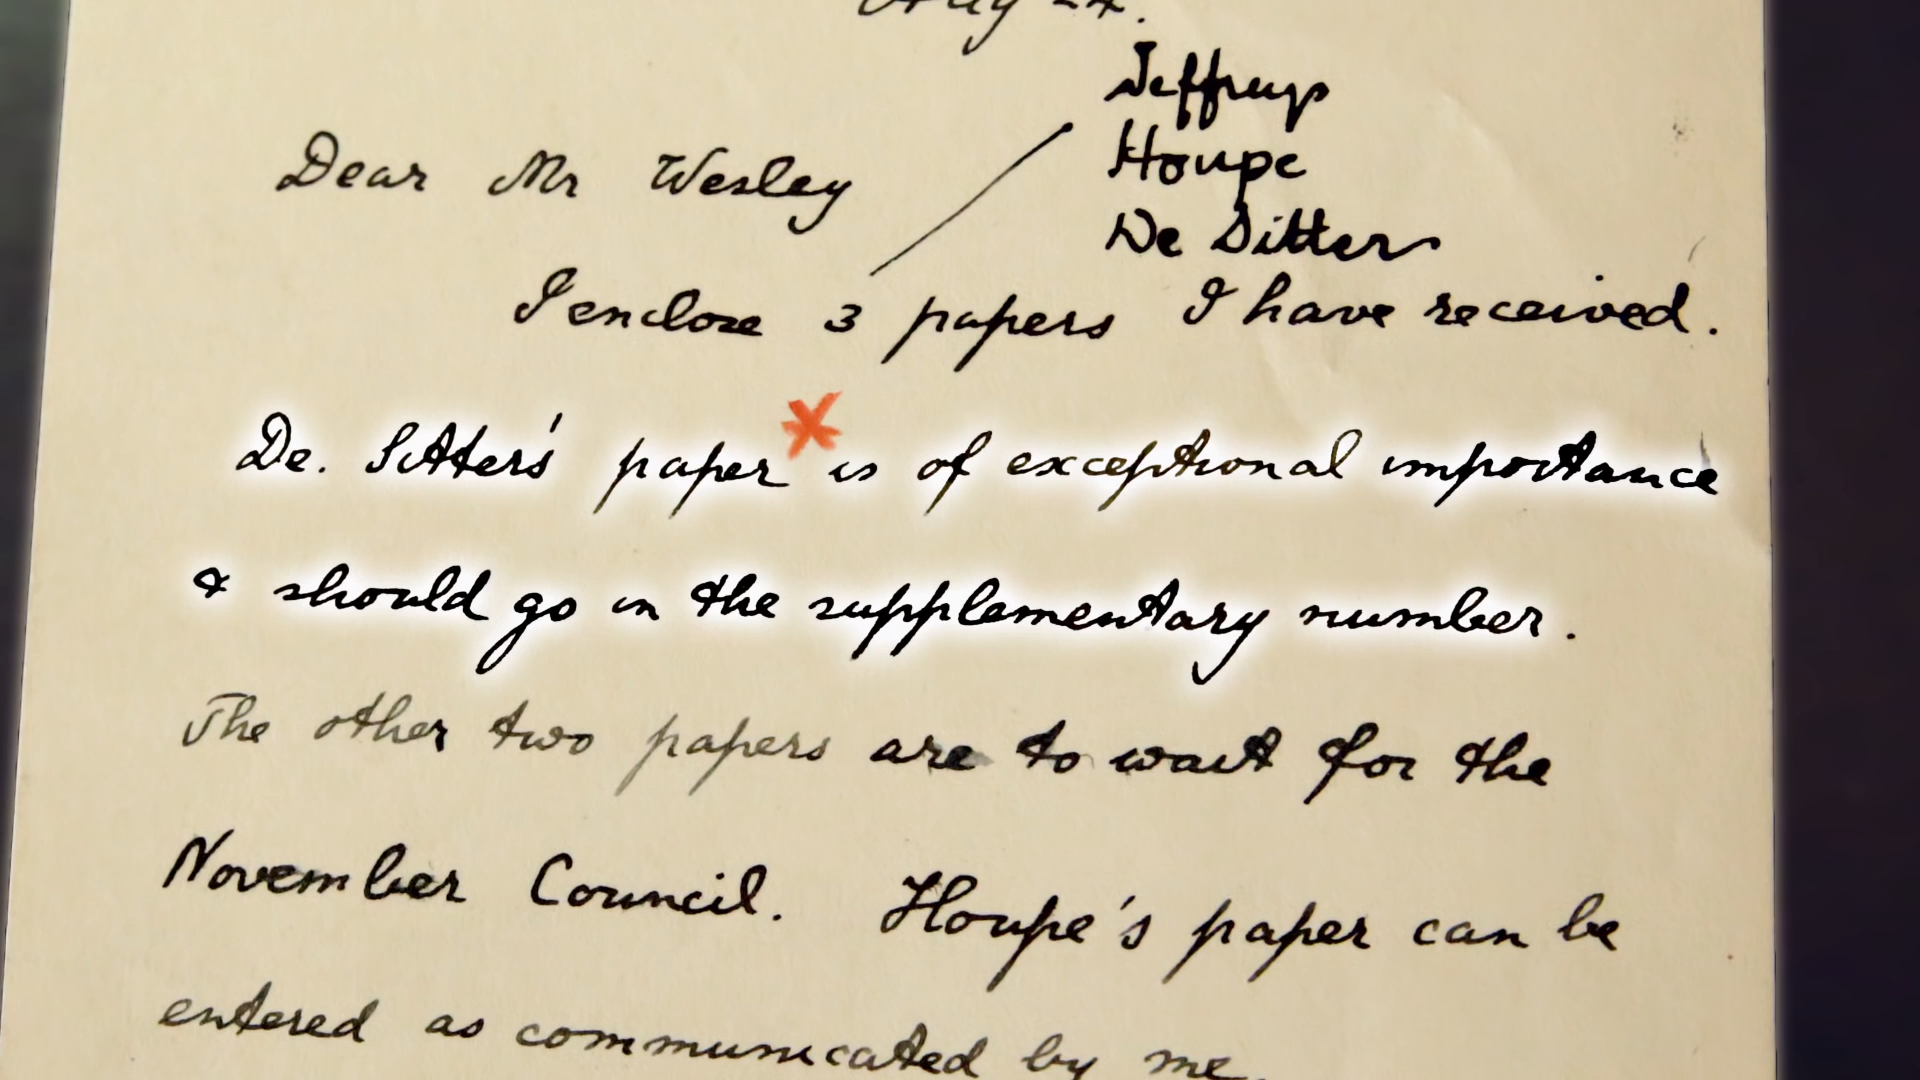 Aug 24.
Jeffreys
Houpe
De Sitter
Dear Mr Wesley
I enclose 3 papers I have received.
De. Sitter's paper is of exceptional importance
& should go in the supplementary number.
The other two papers are to wait for the
November Council. Houpe's paper can be
entered as communicated by me.